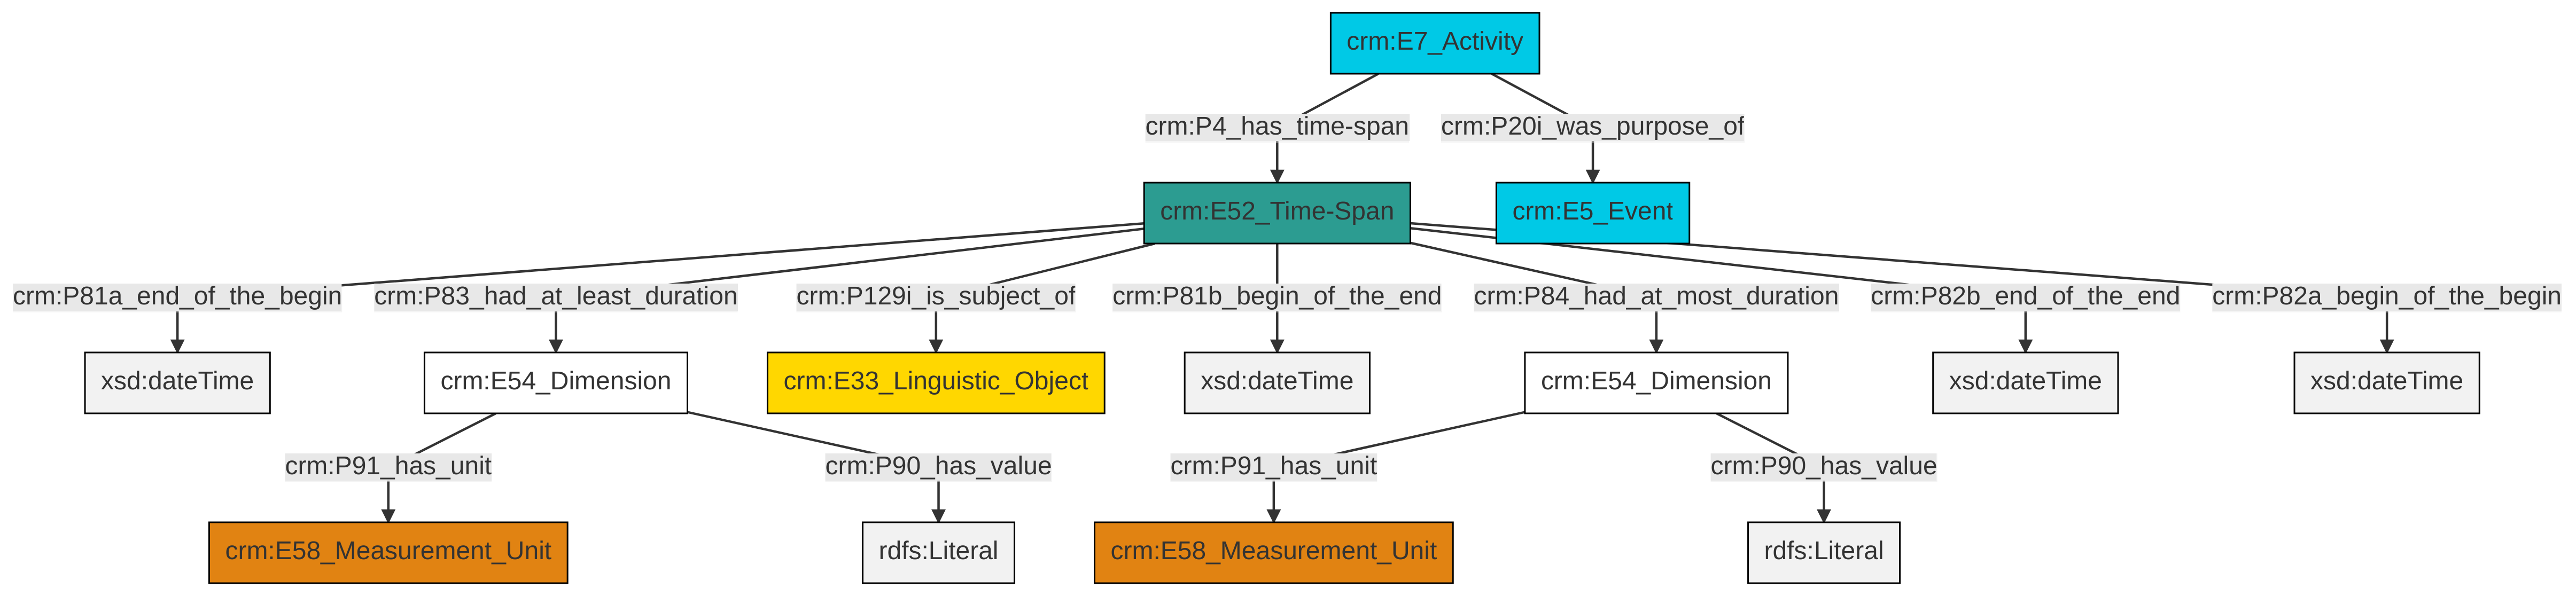 crm:E7_Activity
crm:P4_has_time-span
crm:P20i_was_purpose_of
crm:E52_Time-Span
crm:E5_Event
crm:P81a_end_of_the_begin
crm:P83_had_at_least_duration
crm:P129i_is_subject_of
crm:P81b_begin_of_the_end
crm:P84_had_at_most_duration
crm:P82b_end_of_the_end
crm:P82a_begin_of_the_begin
xsd:dateTime
crm:E54_Dimension
crm:E33_Linguistic_Object
xsd:dateTime
crm:E54_Dimension
xsd:dateTime
xsd:dateTime
crm:P91_has_unit
crm:P90_has_value
crm:P91_has_unit
crm:P90_has_value
crm:E58_Measurement_Unit
rdfs:Literal
crm:E58_Measurement_Unit
rdfs:Literal